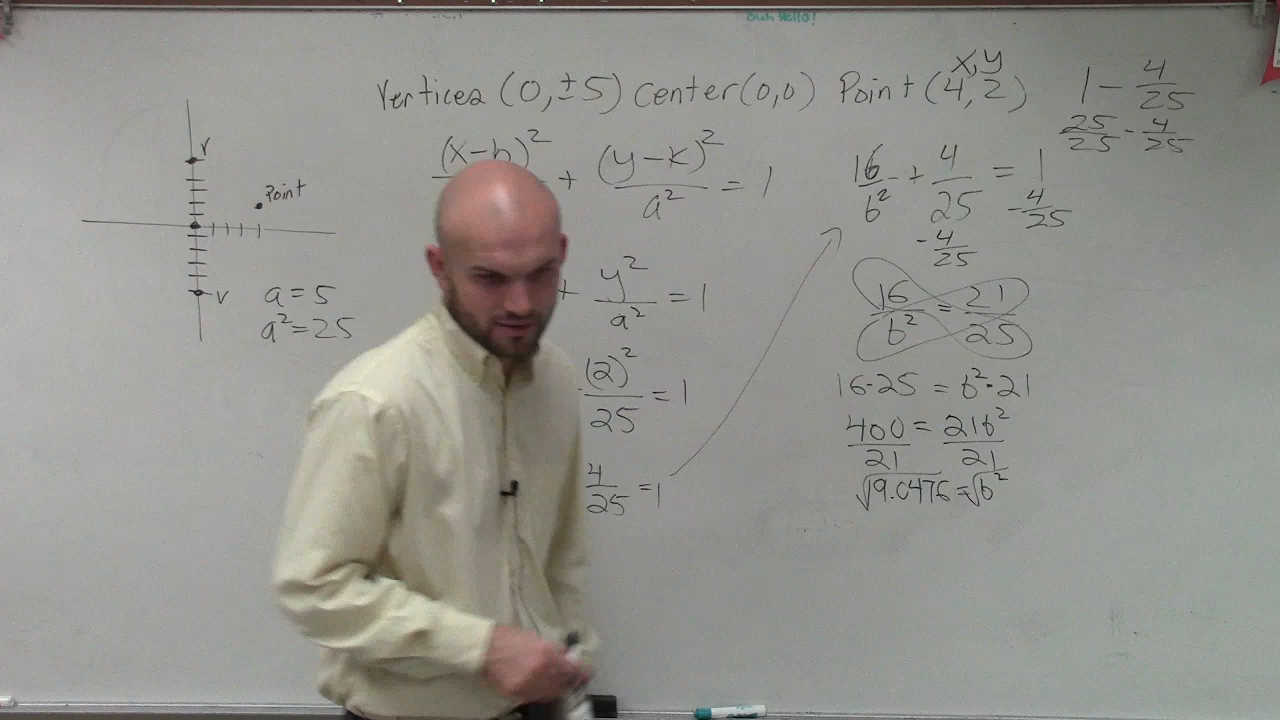 Duh Hello!
Vertices (0,±5) center(0,0) Point (4,2)
x,y
(x-h)² + (y-k)²/a² = 1
+ y²/a² = 1
(2)²/25 = 1
4/25 = 1
v
Point
v
a = 5
a² = 25
16/b² + 4/25 = 1
-4/25 -4/25
16/b² = 21/25
16·25 = b²·21
400/21 = 21b²/21
√19.0476 = √b²
1 - 4/25
25/25 - 4/25